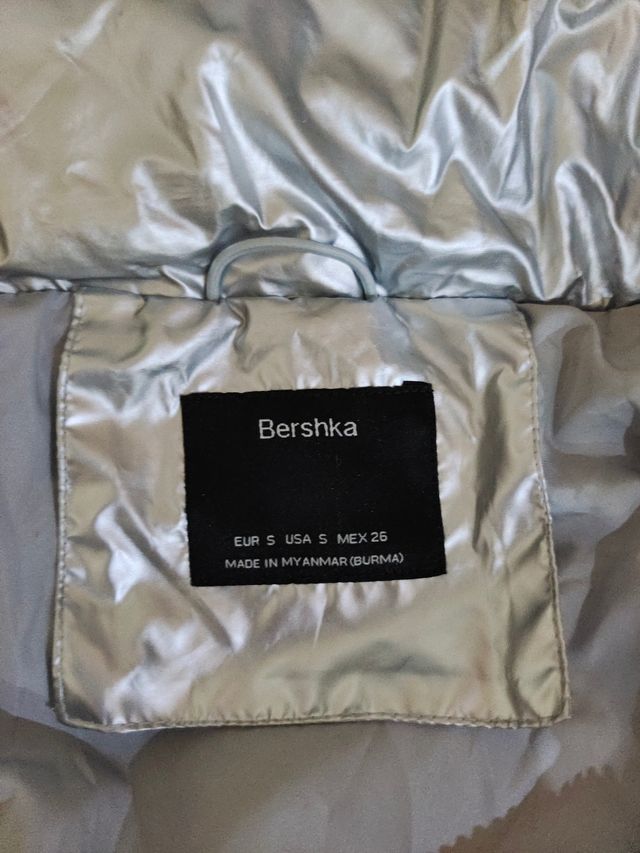 Bershka
EUR S USA S MEX 26
MADE IN MYANMAR (BURMA)